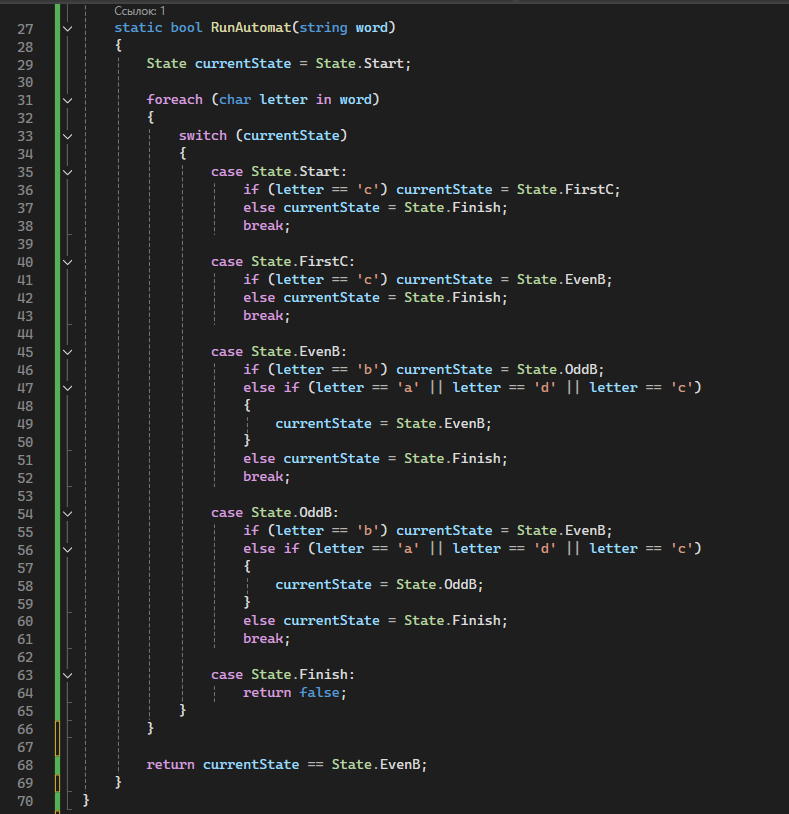 Ссылок: 1
27 static bool RunAutomat(string word)
28 {
29 State currentState = State.Start;
30
31 foreach (char letter in word)
32 {
33 switch (currentState)
34 {
35 case State.Start:
36 if (letter == 'c') currentState = State.FirstC;
37 else currentState = State.Finish;
38 break;
39
40 case State.FirstC:
41 if (letter == 'c') currentState = State.EvenB;
42 else currentState = State.Finish;
43 break;
44
45 case State.EvenB:
46 if (letter == 'b') currentState = State.OddB;
47 else if (letter == 'a' || letter == 'd' || letter == 'c')
48 {
49 currentState = State.EvenB;
50 }
51 else currentState = State.Finish;
52 break;
53
54 case State.OddB:
55 if (letter == 'b') currentState = State.EvenB;
56 else if (letter == 'a' || letter == 'd' || letter == 'c')
57 {
58 currentState = State.OddB;
59 }
60 else currentState = State.Finish;
61 break;
62
63 case State.Finish:
64 return false;
65 }
66 }
67
68 return currentState == State.EvenB;
69 }
70 }